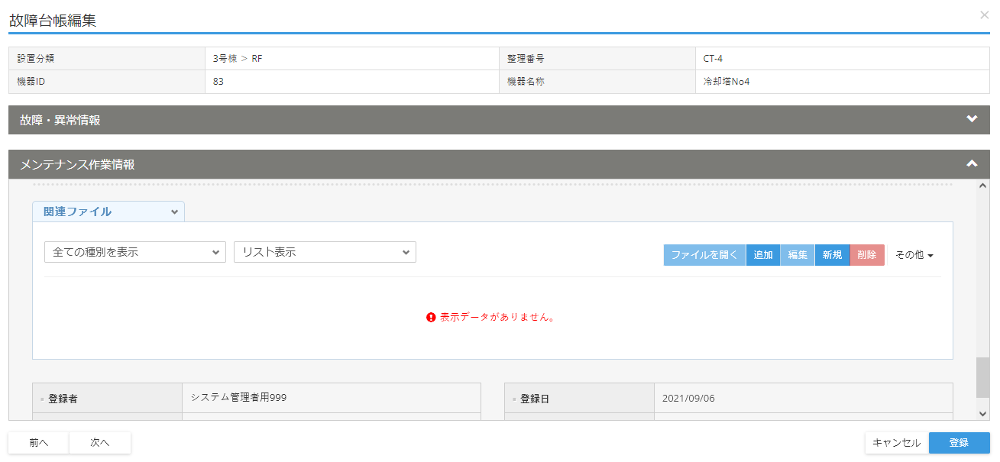 故障台帳編集
設置分類 3号棟 > RF 整理番号 CT-4
機器ID 83 機器名称 冷却塔No4
故障・異常情報
メンテナンス作業情報
関連ファイル
全ての種別を表示 リスト表示 ファイルを開く 追加 編集 新規 削除 その他
表示データがありません。
登録者 システム管理者用999 登録日 2021/09/06
前へ 次へ キャンセル 登録